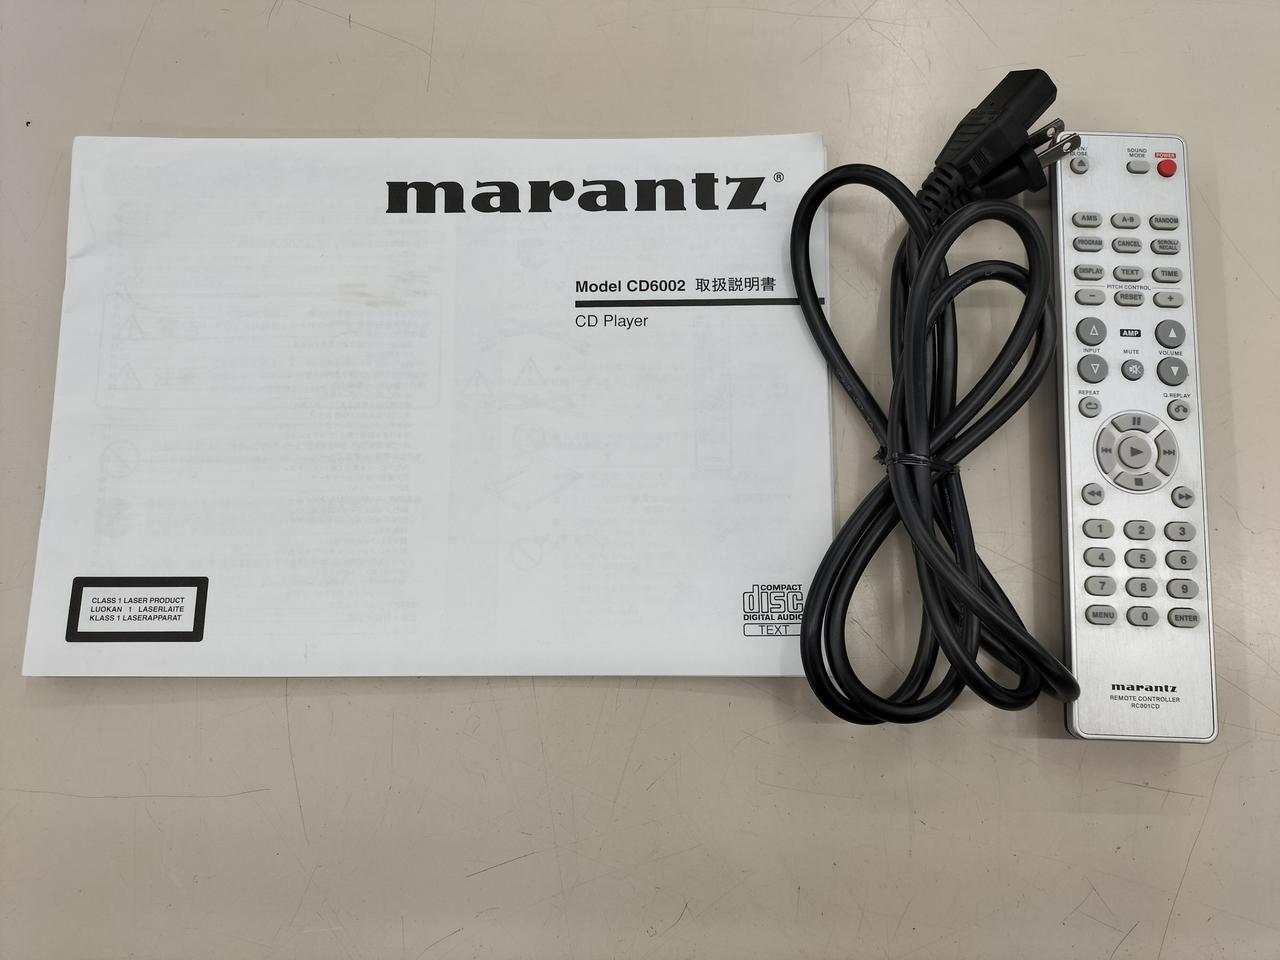 marantz®
Model CD6002 取扱説明書
CD Player
CLASS 1 LASER PRODUCT
LUOKAN 1 LASERLAITE
KLASS 1 LASERAPPARAT
COMPACT
disc
DIGITAL AUDIO
TEXT
CLOSE
SOUND
MODE
POWER
AMS
A-B
RANDOM
PROGRAM
CANCEL
SCROLL/
RECALL
DISPLAY
TEXT
TIME
PITCH CONTROL
−
RESET
+
AMP
INPUT
MUTE
VOLUME
REPEAT
Q.REPLAY
1
2
3
4
5
6
7
8
9
MENU
0
ENTER
marantz
REMOTE CONTROLLER
RC001CD